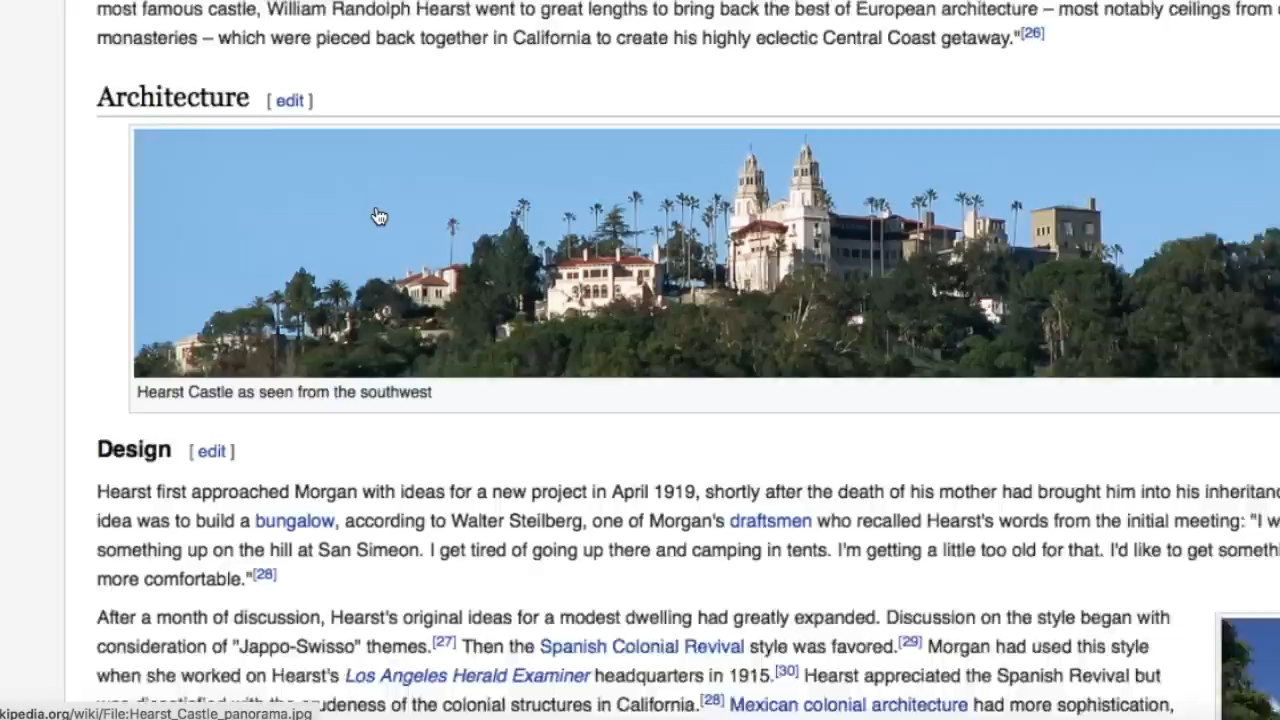 most famous castle, William Randolph Hearst went to great lengths to bring back the best of European architecture – most notably ceilings from
monasteries – which were pieced back together in California to create his highly eclectic Central Coast getaway."[26]
Architecture [ edit ]
Hearst Castle as seen from the southwest
Design [ edit ]
Hearst first approached Morgan with ideas for a new project in April 1919, shortly after the death of his mother had brought him into his
idea was to build a bungalow, according to Walter Steilberg, one of Morgan's draftsmen who recalled Hearst's words from the initial meeting: "I
something up on the hill at San Simeon. I get tired of going up there and camping in tents. I'm getting a little too old for that. I'd like to get
more comfortable."[28]
After a month of discussion, Hearst's original ideas for a modest dwelling had greatly expanded. Discussion on the style began with
consideration of "Jappo-Swisso" themes.[27] Then the Spanish Colonial Revival style was favored.[29] Morgan had used this style
when she worked on Hearst's Los Angeles Herald Examiner headquarters in 1915.[30] Hearst appreciated the Spanish Revival but
was dissatisfied with the crudeness of the colonial structures in California.[28] Mexican colonial architecture had more sophistication,
kipedia.org/wiki/File:Hearst_Castle_panorama.jpg